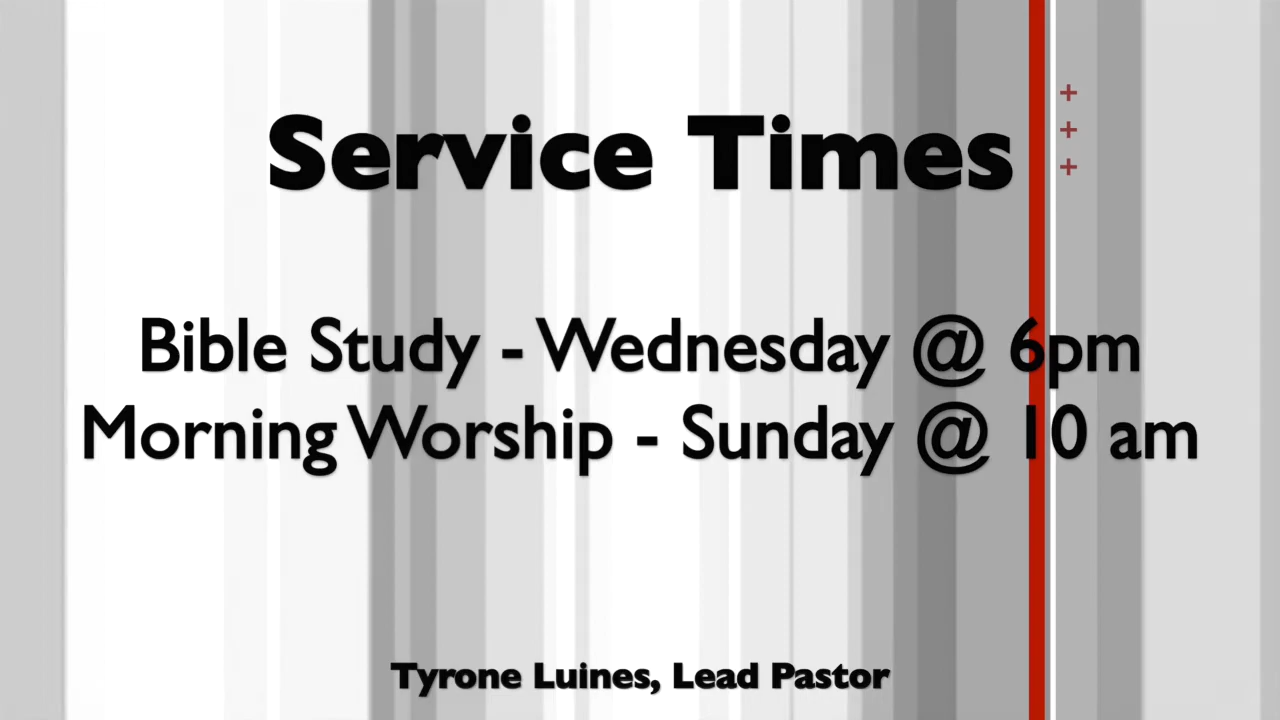 Service Times
Bible Study - Wednesday @ 6pm
Morning Worship - Sunday @ 10 am
Tyrone Luines, Lead Pastor